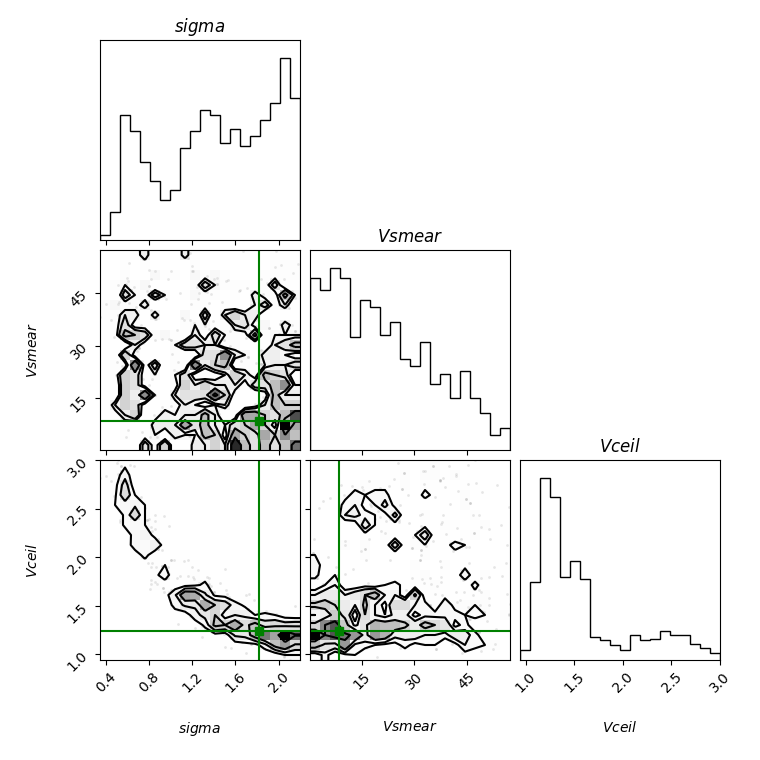 sigma
Vsmear
Vsmear
45
30
15
Vceil
Vceil
3.0
2.5
2.0
1.5
1.0
0.4 0.8 1.2 1.6 2.0
15 30 45
1.0 1.5 2.0 2.5 3.0
sigma Vsmear Vceil